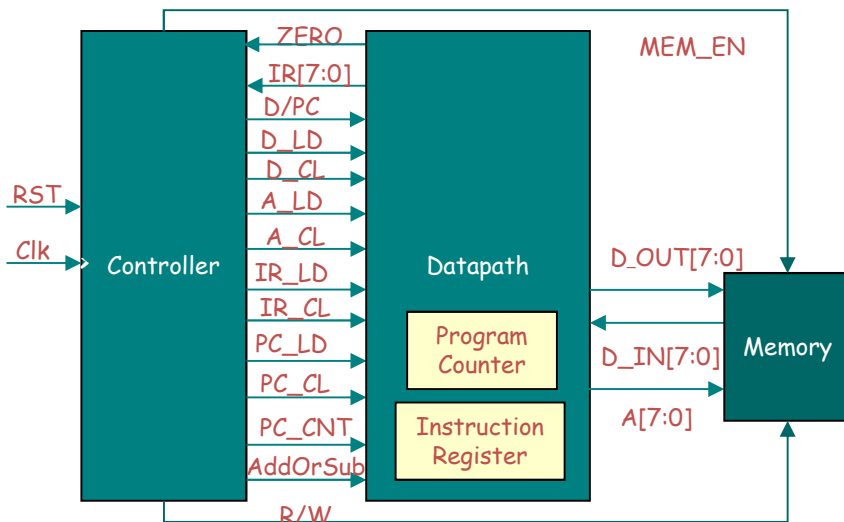 ZERO
MEM_EN
IR[7:0]
D/PC
D_LD
D_CL
RST
A_LD
Clk
A_CL
Controller
Datapath
D_OUT[7:0]
IR_LD
IR_CL
Program
Counter
PC_LD
Memory
D_IN[7:0]
PC_CL
A[7:0]
PC_CNT
Instruction
Register
AddOrSub
R/W